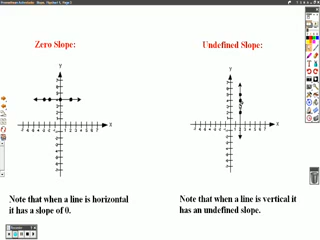 Zero Slope:
Undefined Slope:
y
y
x
x
Note that when a line is horizontal
it has a slope of 0.
Note that when a line is vertical it
has an undefined slope.